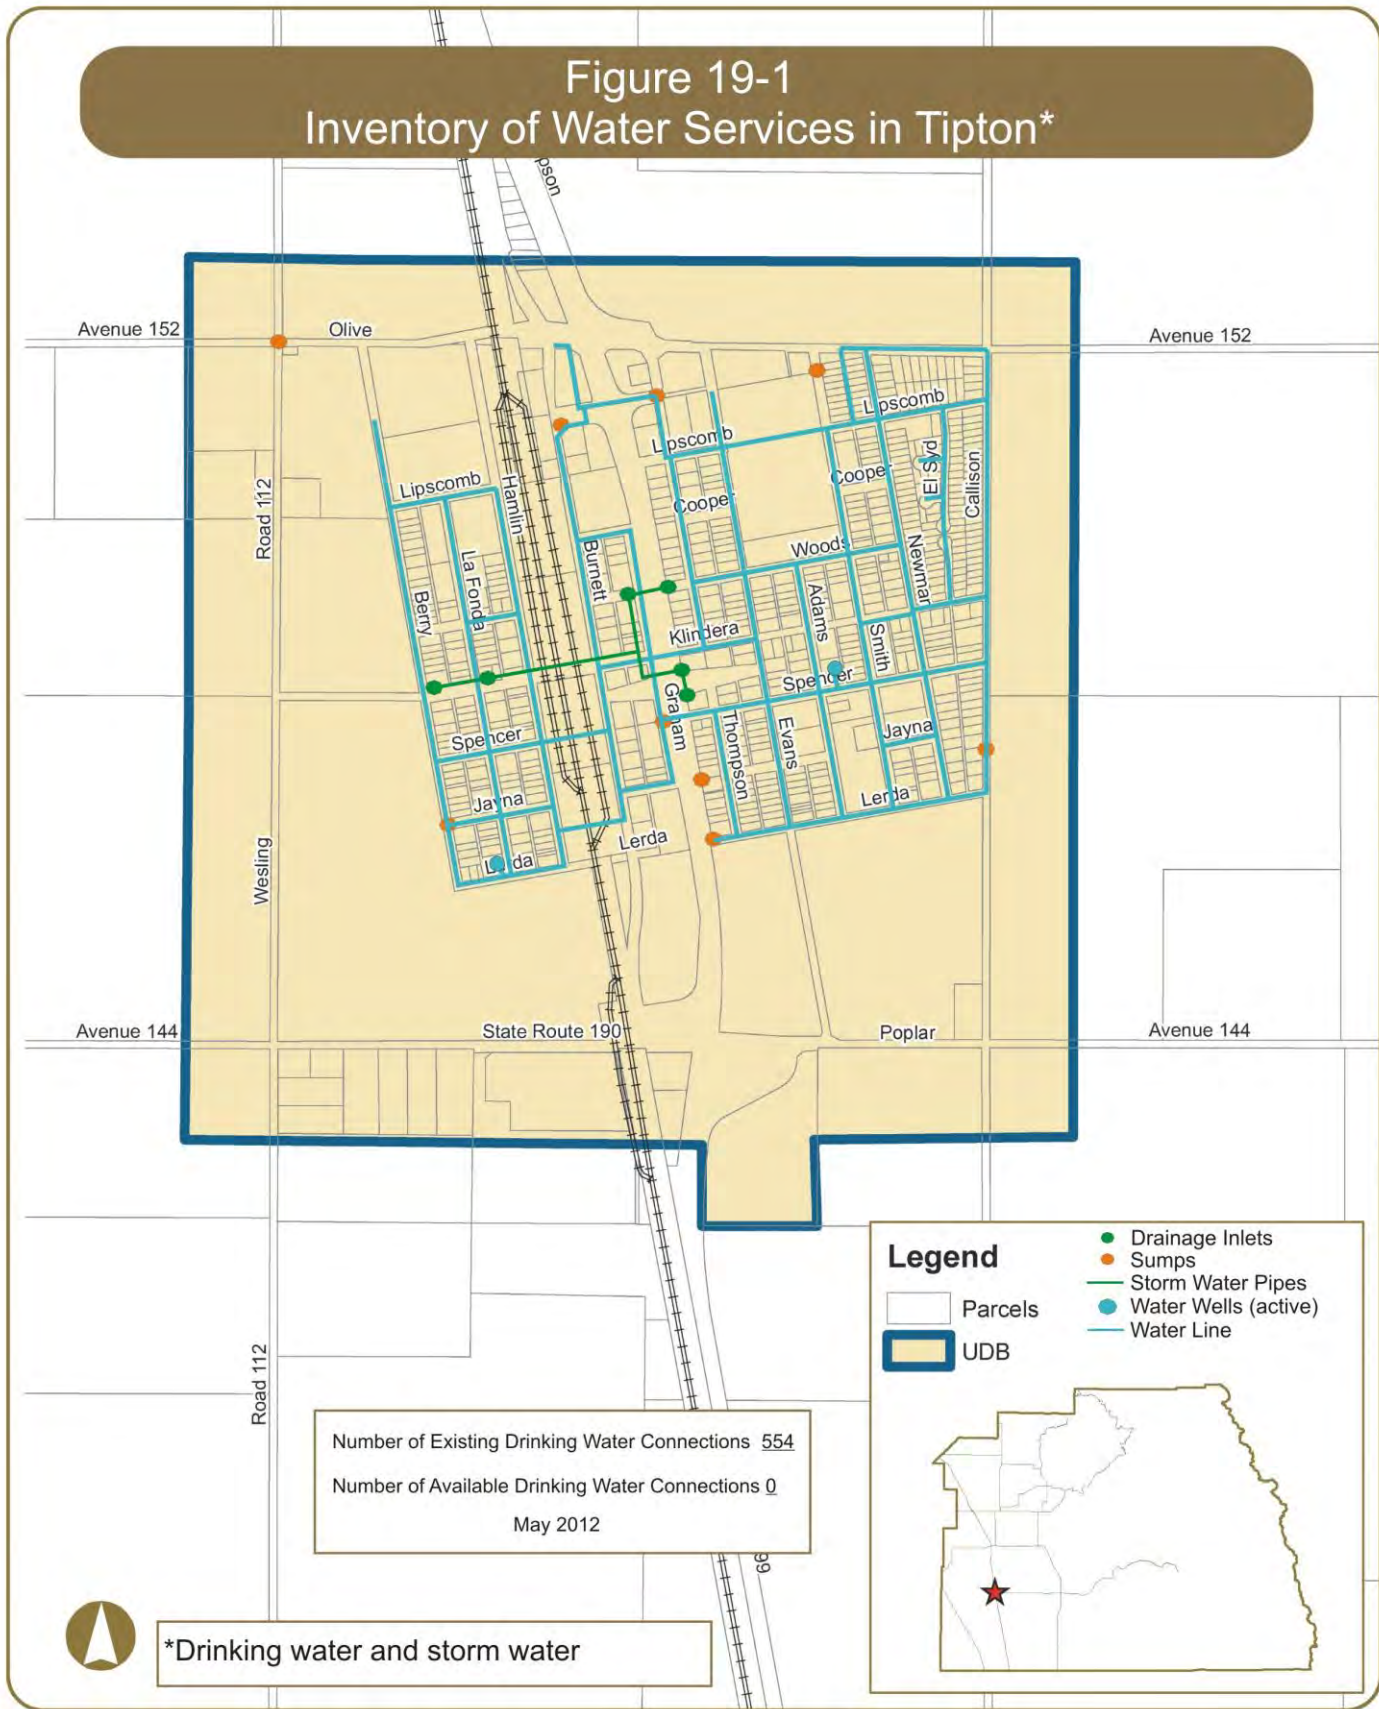 Figure 19-1
Inventory of Water Services in Tipton*
pson
Avenue 152
Olive
Avenue 152
Lipscomb
Lipscomb
Cooper
El Syd
Callison
Lipscomb
Hamlin
Cooper
Road 112
Burnett
Woods
Newmar
La Fonda
Berry
Adams
Klindera
Smith
Spencer
Graham
Thompson
Evans
Jayna
Spencer
Jayna
Lerda
Lerda
Lerda
Wesling
Avenue 144
State Route 190
Poplar
Avenue 144
Road 112
99
Legend
Parcels
UDB
Drainage Inlets
Sumps
Storm Water Pipes
Water Wells (active)
Water Line
Number of Existing Drinking Water Connections 554
Number of Available Drinking Water Connections 0
May 2012
*Drinking water and storm water